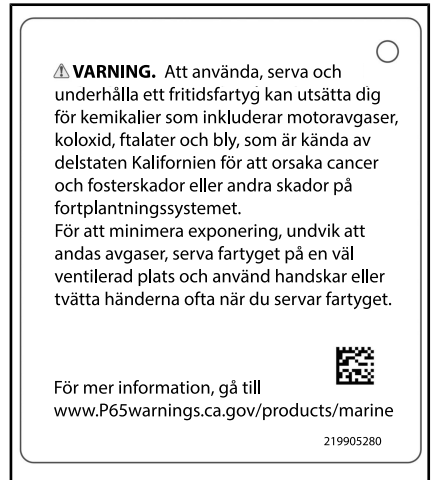 ⚠ VARNING. Att använda, serva och
underhålla ett fritidsfartyg kan utsätta dig
för kemikalier som inkluderar motoravgaser,
koloxid, ftalater och bly, som är kända av
delstaten Kalifornien för att orsaka cancer
och fosterskador eller andra skador på
fortplantningssystemet.
För att minimera exponering, undvik att
andas avgaser, serva fartyget på en väl
ventilerad plats och använd handskar eller
tvätta händerna ofta när du servar fartyget.
För mer information, gå till
www.P65warnings.ca.gov/products/marine
219905280